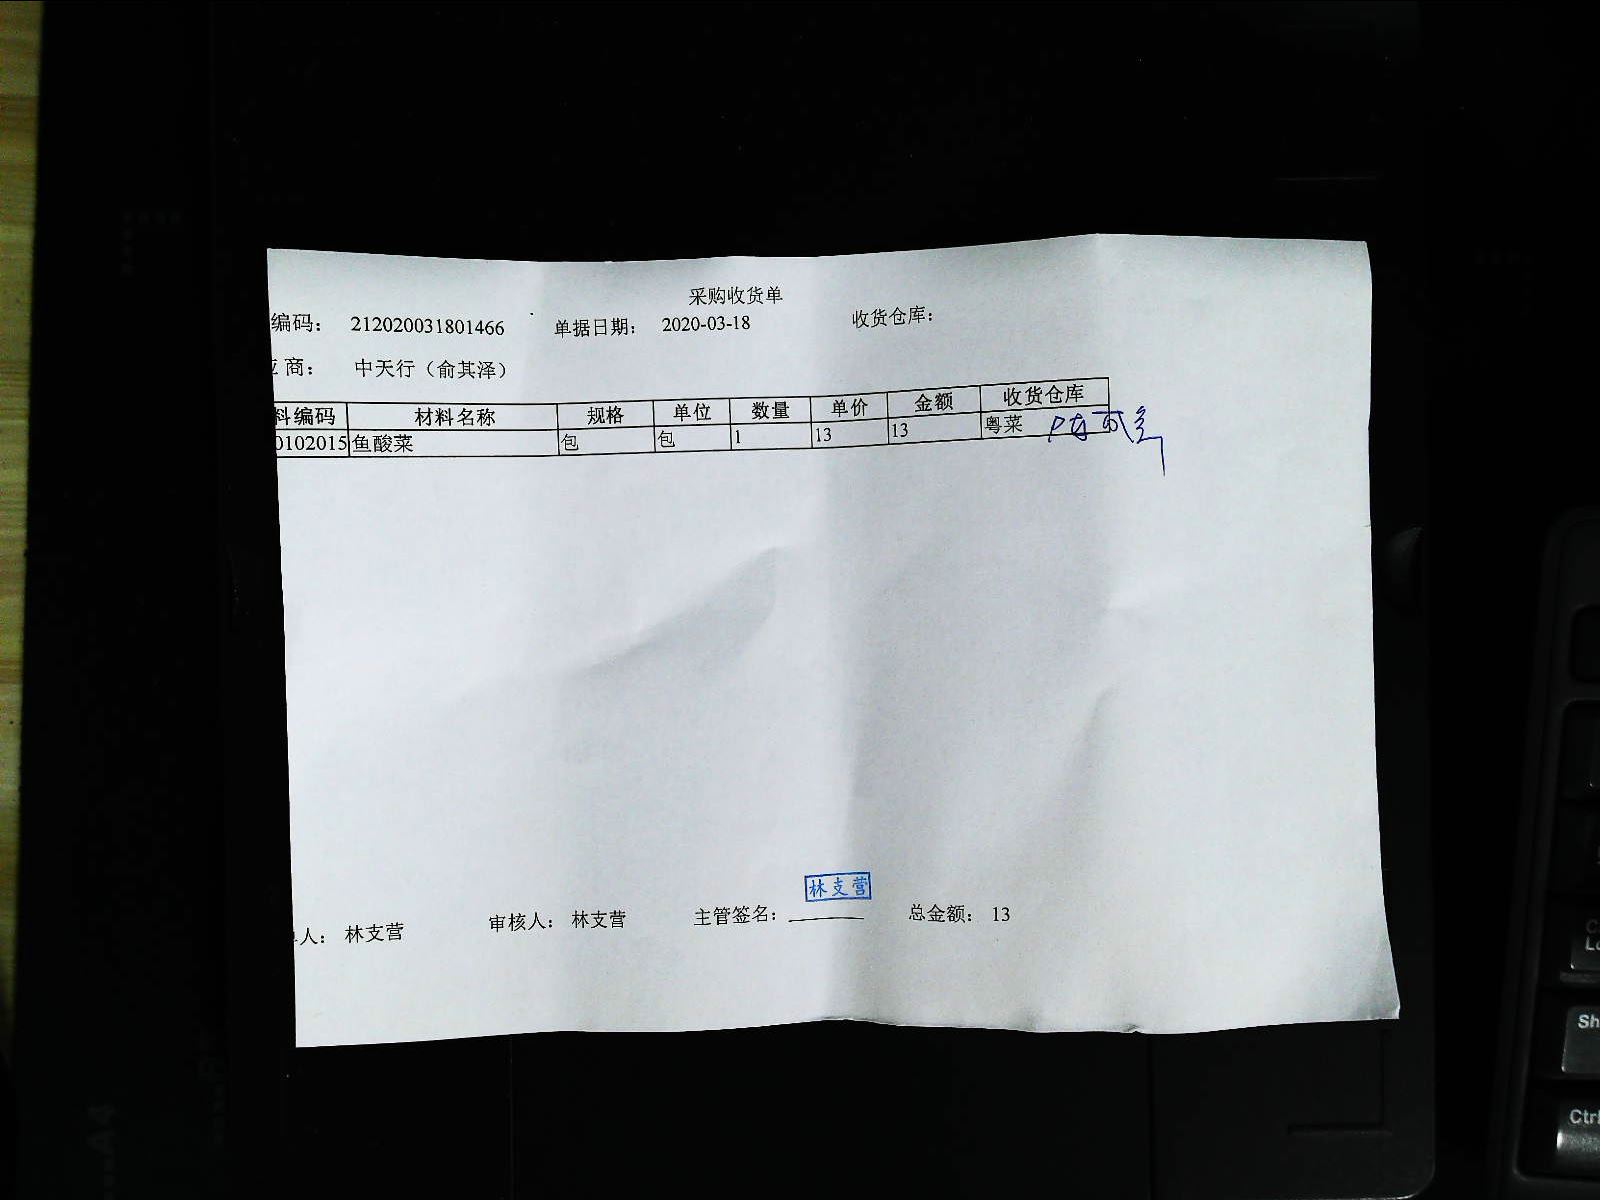 采购收货单
编码： 212020031801466 单据日期： 2020-03-18 收货仓库：
商： 中天行（俞其泽）
料编码 材料名称 规格 单位 数量 单价 金额 收货仓库
0102015 鱼酸菜 包 包 1 13 13 粤菜
林支营
人： 林支营 审核人： 林支营 主管签名： 总金额： 13
A4
Sh
Ctrl